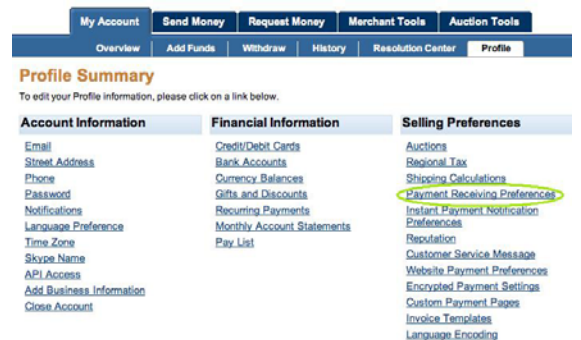 My Account Send Money Request Money Merchant Tools Auction Tools
Overview Add Funds Withdraw History Resolution Center Profile
Profile Summary
To edit your Profile information, please click on a link below.
Account Information
Email
Street Address
Phone
Password
Notifications
Language Preference
Time Zone
Skype Name
API Access
Add Business Information
Close Account
Financial Information
Credit/Debit Cards
Bank Accounts
Currency Balances
Gifts and Discounts
Recurring Payments
Monthly Account Statements
Pay List
Selling Preferences
Auctions
Regional Tax
Shipping Calculations
Payment Receiving Preferences
Instant Payment Notification
Preferences
Reputation
Customer Service Message
Website Payment Preferences
Encrypted Payment Settings
Custom Payment Pages
Invoice Templates
Language Encoding